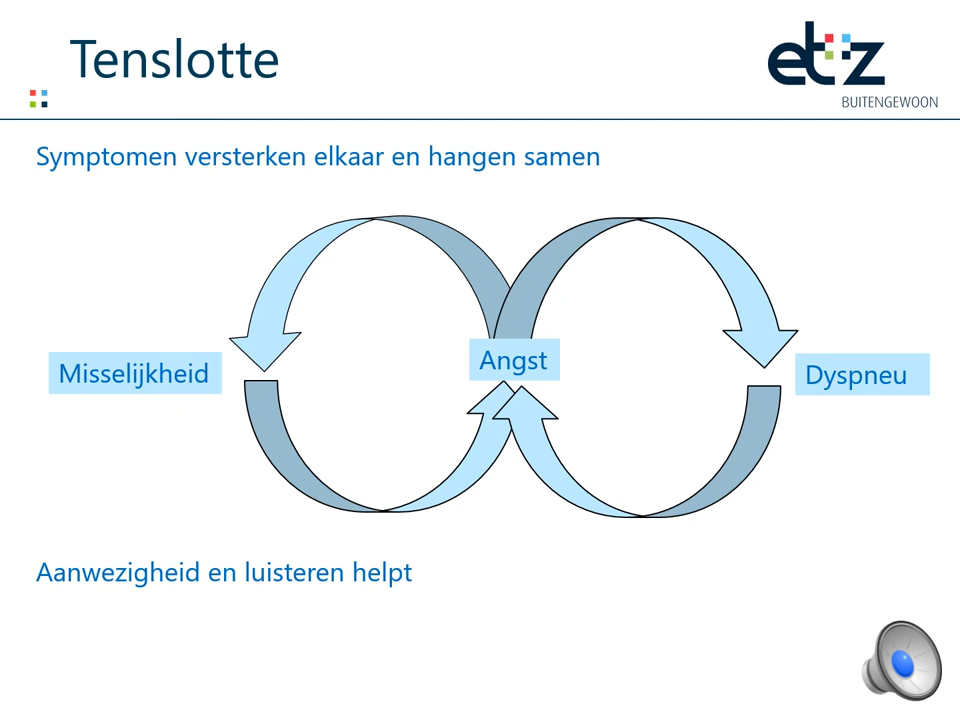 Tenslotte
etz
BUITENGEWOON
Symptomen versterken elkaar en hangen samen
Angst
Misselijkheid
Dyspneu
Aanwezigheid en luisteren helpt